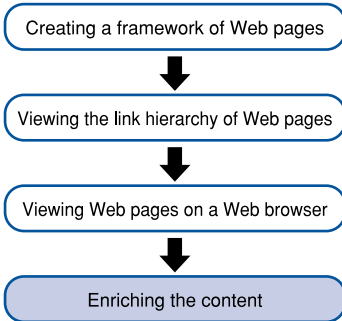 Creating a framework of Web pages
Viewing the link hierarchy of Web pages
Viewing Web pages on a Web browser
Enriching the content